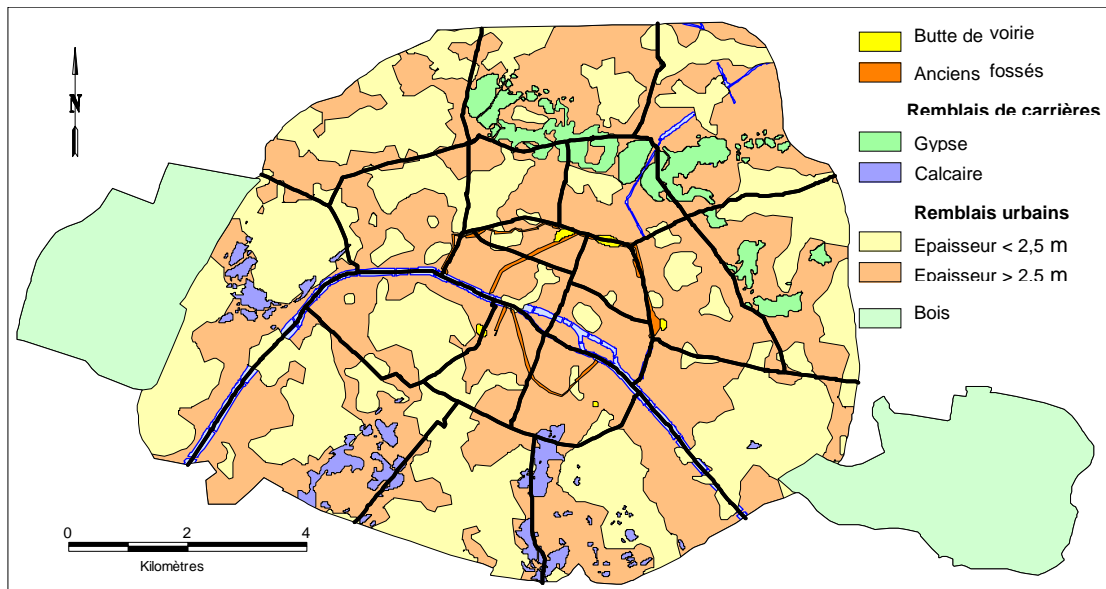 N
Butte de voirie
Anciens fossés
Remblais de carrières
Gypse
Calcaire
Remblais urbains
Epaisseur < 2,5 m
Epaisseur > 2.5 m
Bois
0 2 4
Kilomètres